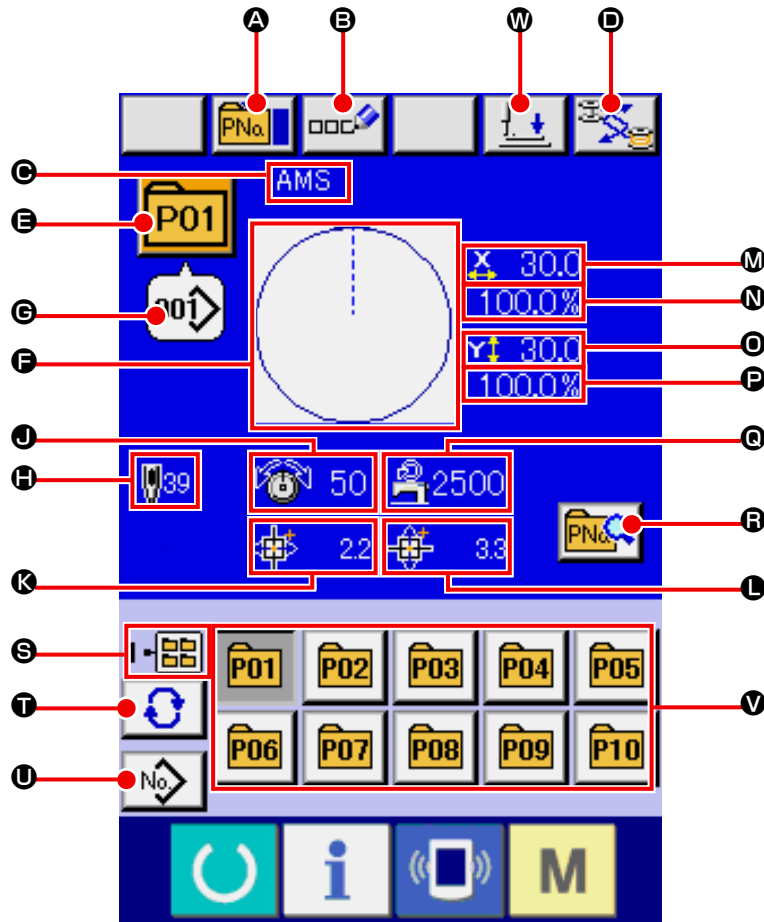 A B W D
PNo.
C AMS
E P01
X 30.0 M
G 001
100.0% N
Y 30.0 O
F 100.0% P
J Q
H 39 50 2500
PNo. R
2.2 3.3
K L
S P01 P02 P03 P04 P05
T V
P06 P07 P08 P09 P10
U No.
i M